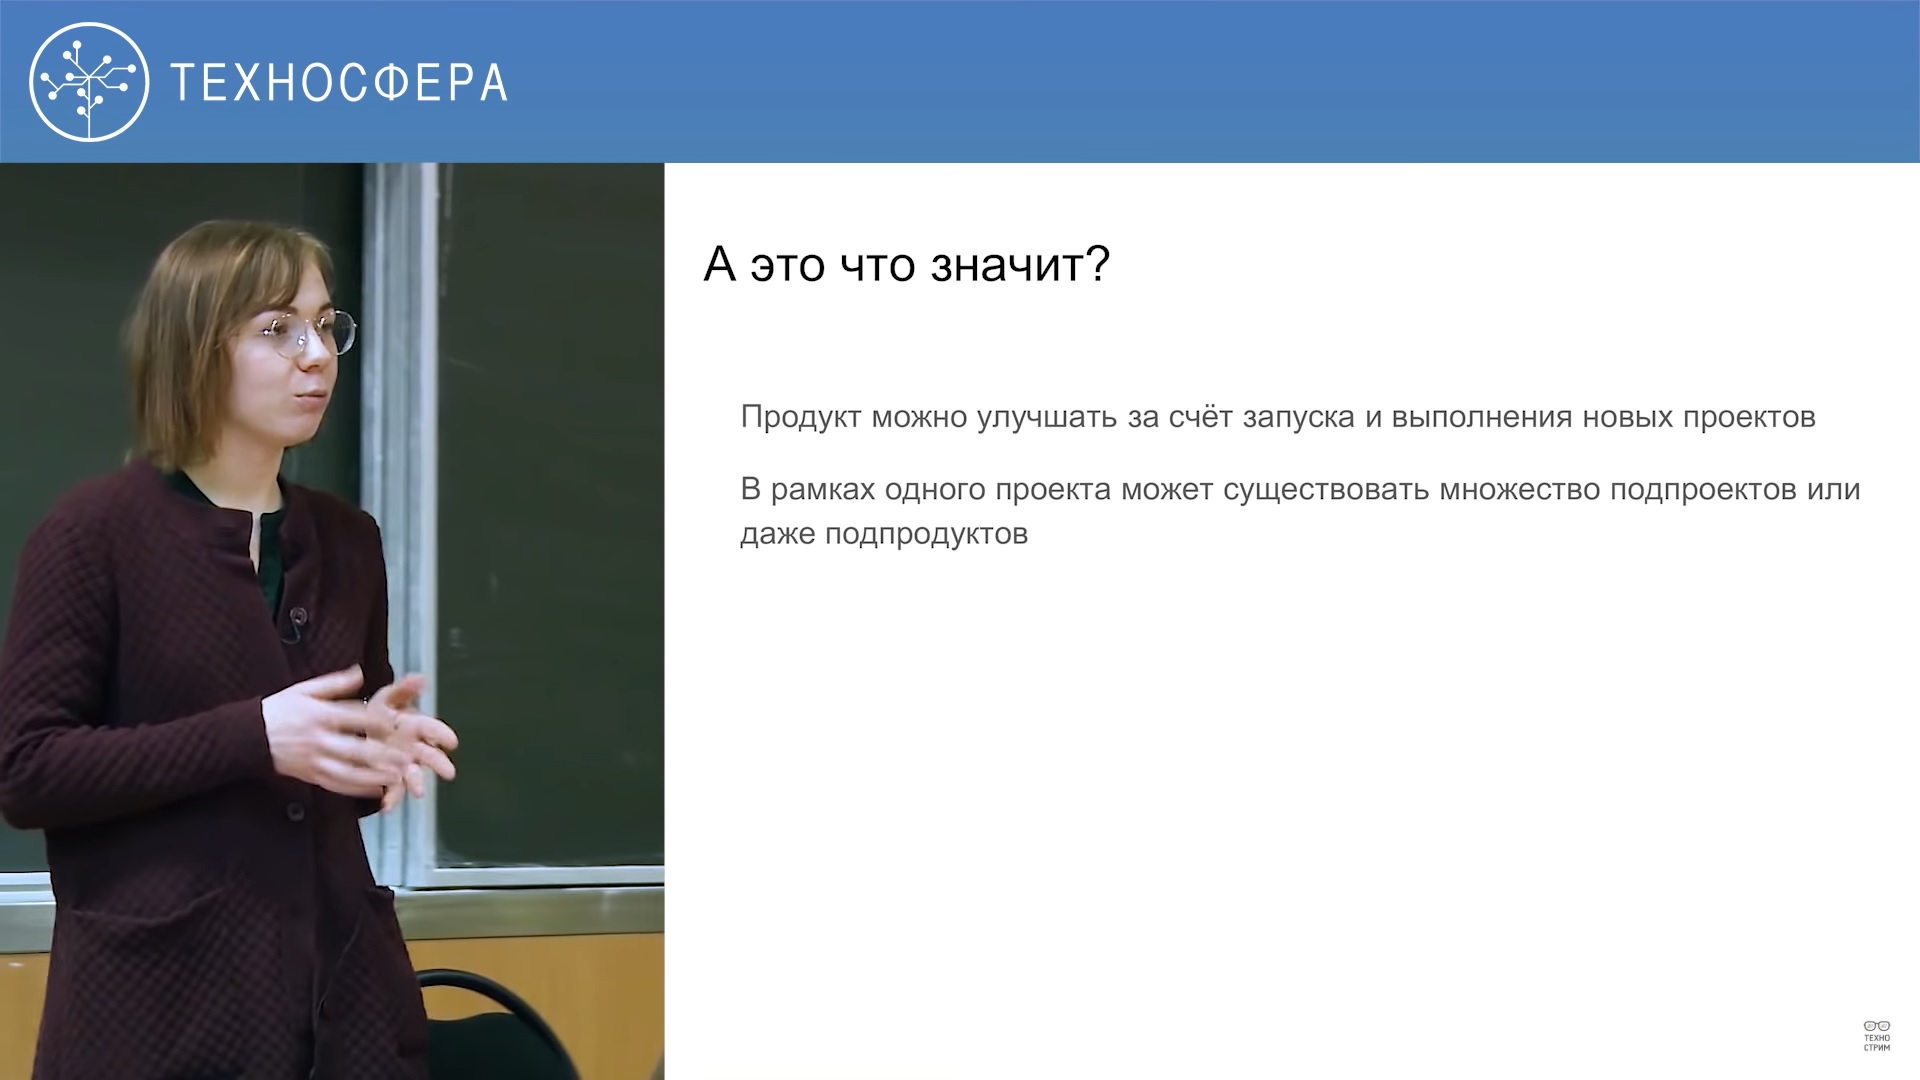 ТЕХНОСФЕРА
А это что значит?
Продукт можно улучшать за счёт запуска и выполнения новых проектов
В рамках одного проекта может существовать множество подпроектов или
даже подпродуктов
ТЕХНО
СТРИМ